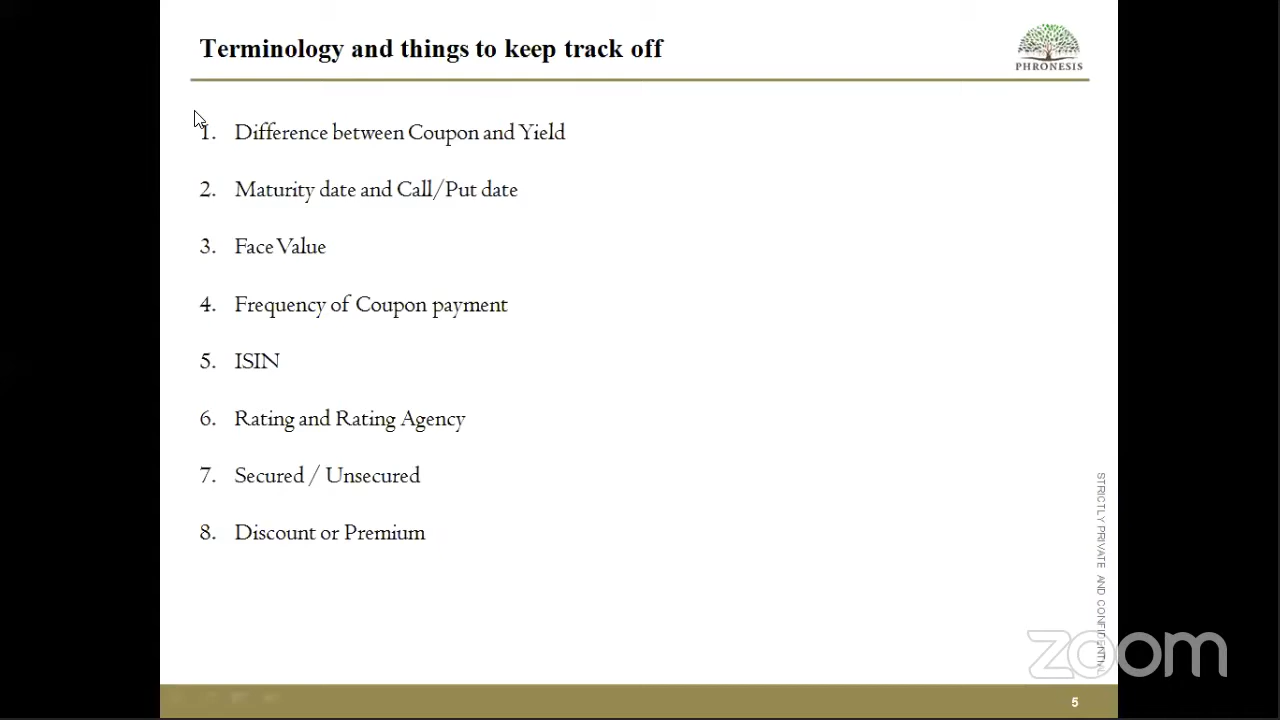 Terminology and things to keep track off
PHRONESIS
1. Difference between Coupon and Yield
2. Maturity date and Call/Put date
3. Face Value
4. Frequency of Coupon payment
5. ISIN
6. Rating and Rating Agency
7. Secured / Unsecured
8. Discount or Premium
STRICTLY PRIVATE AND CONFIDENTIAL
zoom
5